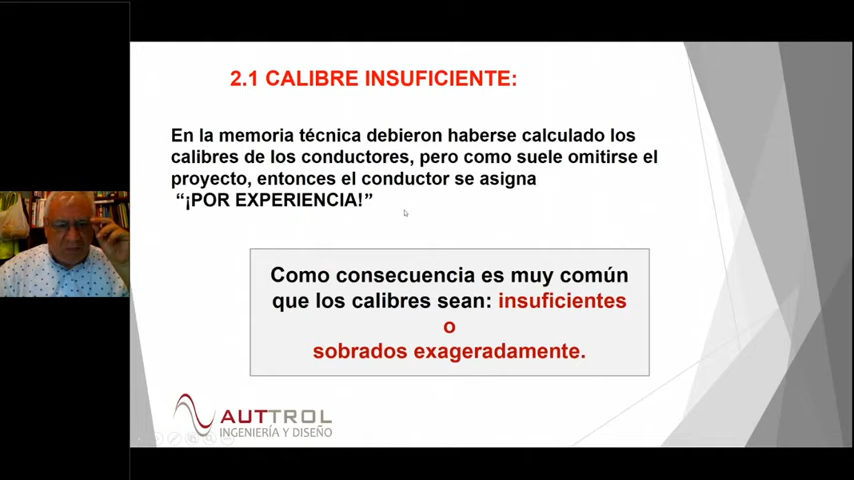 2.1 CALIBRE INSUFICIENTE:
En la memoria técnica debieron haberse calculado los
calibres de los conductores, pero como suele omitirse el
proyecto, entonces el conductor se asigna
“¡POR EXPERIENCIA!”
Como consecuencia es muy común
que los calibres sean: insuficientes
o
sobrados exageradamente.
AUTTROL
INGENIERÍA Y DISEÑO